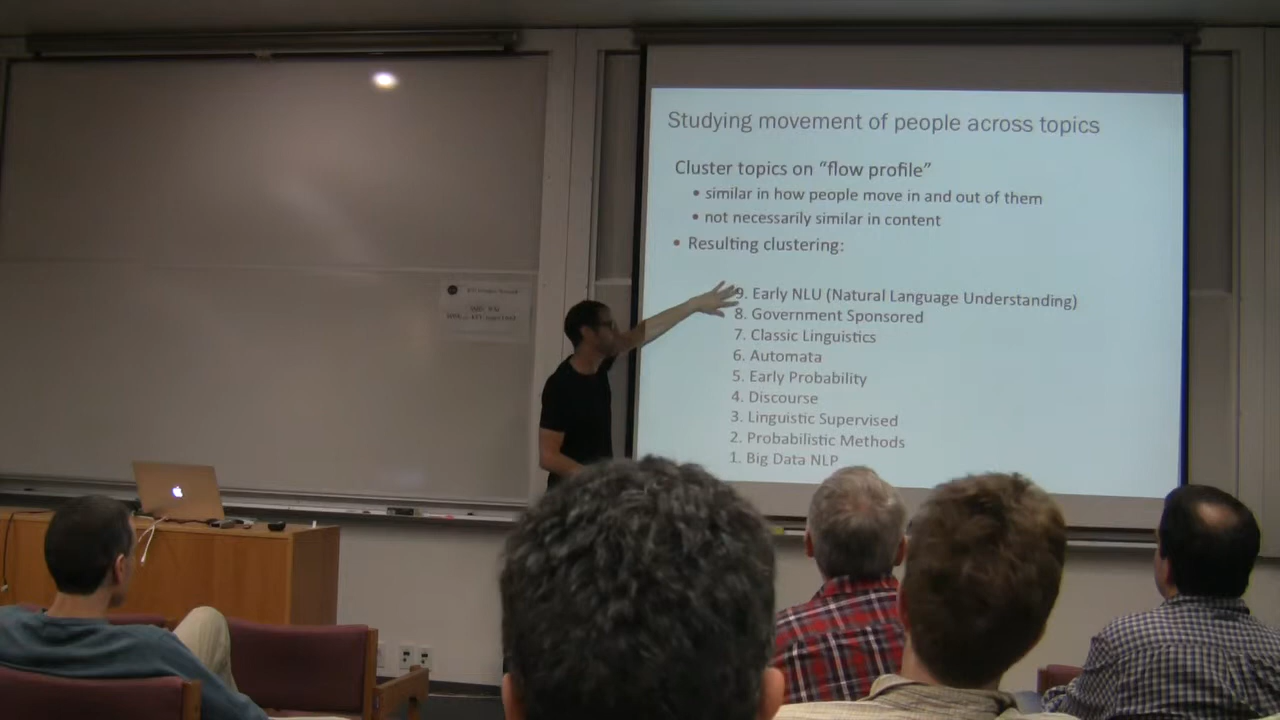 Studying movement of people across topics
Cluster topics on “flow profile”
• similar in how people move in and out of them
• not necessarily similar in content
• Resulting clustering:
9. Early NLU (Natural Language Understanding)
8. Government Sponsored
7. Classic Linguistics
6. Automata
5. Early Probability
4. Discourse
3. Linguistic Supervised
2. Probabilistic Methods
1. Big Data NLP